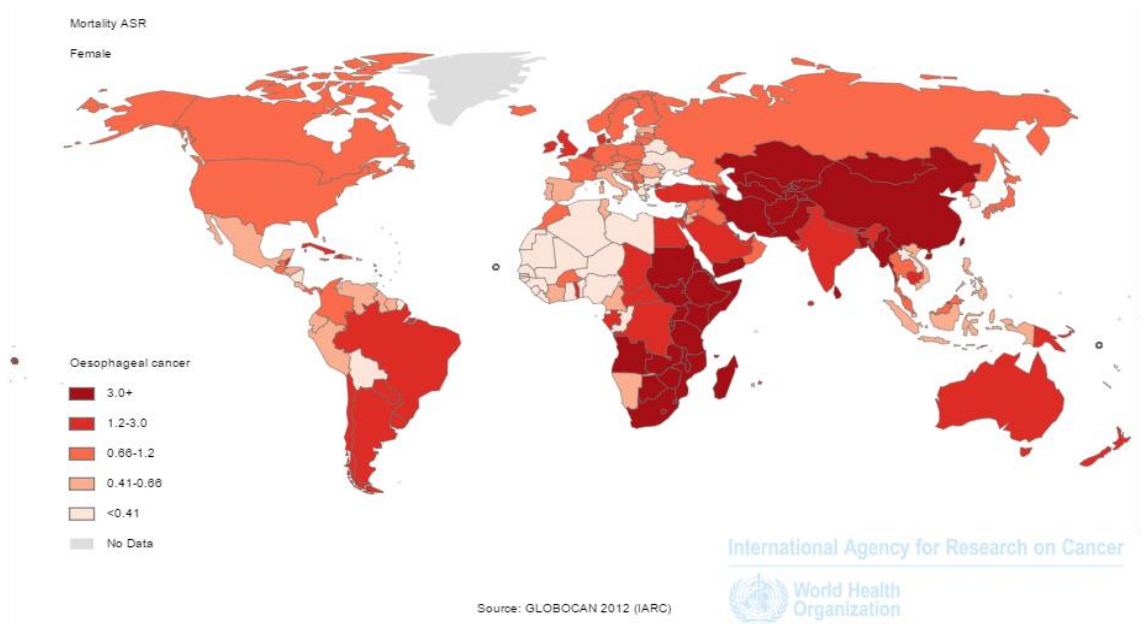 Mortality ASR
Female
Oesophageal cancer
3.0+
1.2-3.0
0.66-1.2
0.41-0.66
<0.41
No Data
International Agency for Research on Cancer
World Health
Organization
Source: GLOBOCAN 2012 (IARC)